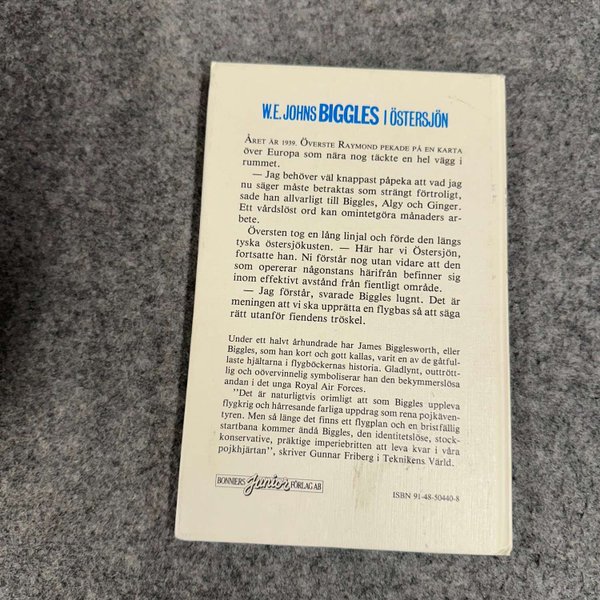 W.E. JOHNS BIGGLES I ÖSTERSJÖN
ÅRET ÄR 1939. ÖVERSTE RAYMOND PEKADE PÅ EN KARTA
över Europa som nära nog täckte en hel vägg i
rummet.
— Jag behöver väl knappast påpeka att vad jag
nu säger måste betraktas som strängt förtroligt,
sade han allvarligt till Biggles, Algy och Ginger.
Ett vårdslöst ord kan omintetgöra månaders ar-
bete.
Översten tog en lång linjal och förde den längs
tyska östersjökusten. — Här har vi Östersjön,
fortsatte han. Ni förstår nog utan vidare att den
som opererar någonstans härifrån befinner sig
inom effektivt avstånd från fientligt område.
— Jag förstår, svarade Biggles lugnt. Det är
meningen att vi ska upprätta en flygbas så att säga
rätt utanför fiendens tröskel.
Under ett halvt århundrade har James Bigglesworth, eller
Biggles, som han kort och gott kallas, varit en av de gåtful-
laste hjältarna i flygböckernas historia. Gladlynt, outtrött-
lig och oövervinnelig symboliserar han den bekymmerslösa
andan i det unga Royal Air Forces.
"Det är naturligtvis orimligt att som Biggles uppleva
flygkrig och hårresande farliga uppdrag som rena pojkäven-
tyren. Men så länge det finns ett flygplan och en bristfällig
startbana kommer ändå Biggles, den identitetslöse, stock-
konservative, präktige imperiebritten att leva kvar i våra
pojkhjärtan", skriver Gunnar Friberg i Teknikens Värld.
BONNIERS Junior FÖRLAG AB
ISBN 91-48-50440-8